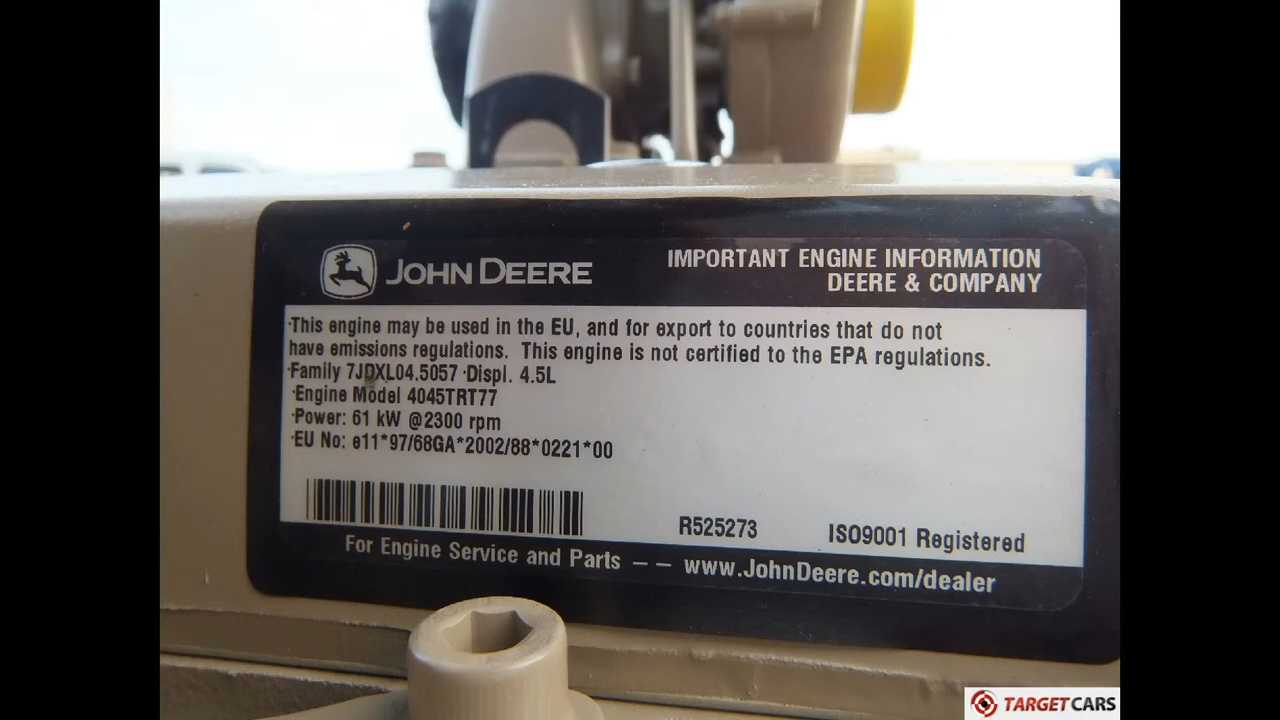 JOHN DEERE
IMPORTANT ENGINE INFORMATION
DEERE & COMPANY
·This engine may be used in the EU, and for export to countries that do not
have emissions regulations.  This engine is not certified to the EPA regulations.
·Family 7JDXL04.5057 ·Displ. 4.5L
·Engine Model 4045TRT77
·Power: 61 kW @2300 rpm
·EU No: e11*97/68GA*2002/88*0221*00
R525273
ISO9001 Registered
For Engine Service and Parts – – www.JohnDeere.com/dealer
TARGETCARS